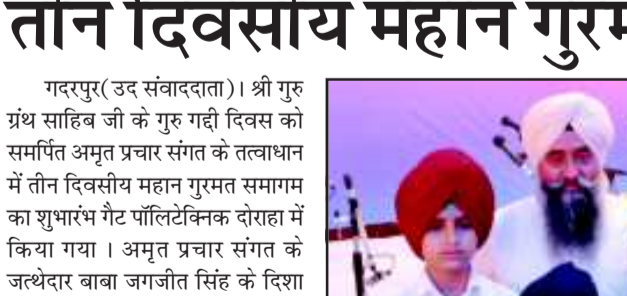 तीन दिवसीय महान गुरम
गदरपुर(उद संवाददाता)। श्री गुरु
ग्रंथ साहिब जी के गुरु गद्दी दिवस को
समर्पित अमृत प्रचार संगत के तत्वाधान
में तीन दिवसीय महान गुरमत समागम
का शुभारंभ गैट पॉलिटेक्निक दोराहा में
किया गया । अमृत प्रचार संगत के
जत्थेदार बाबा जगजीत सिंह के दिशा